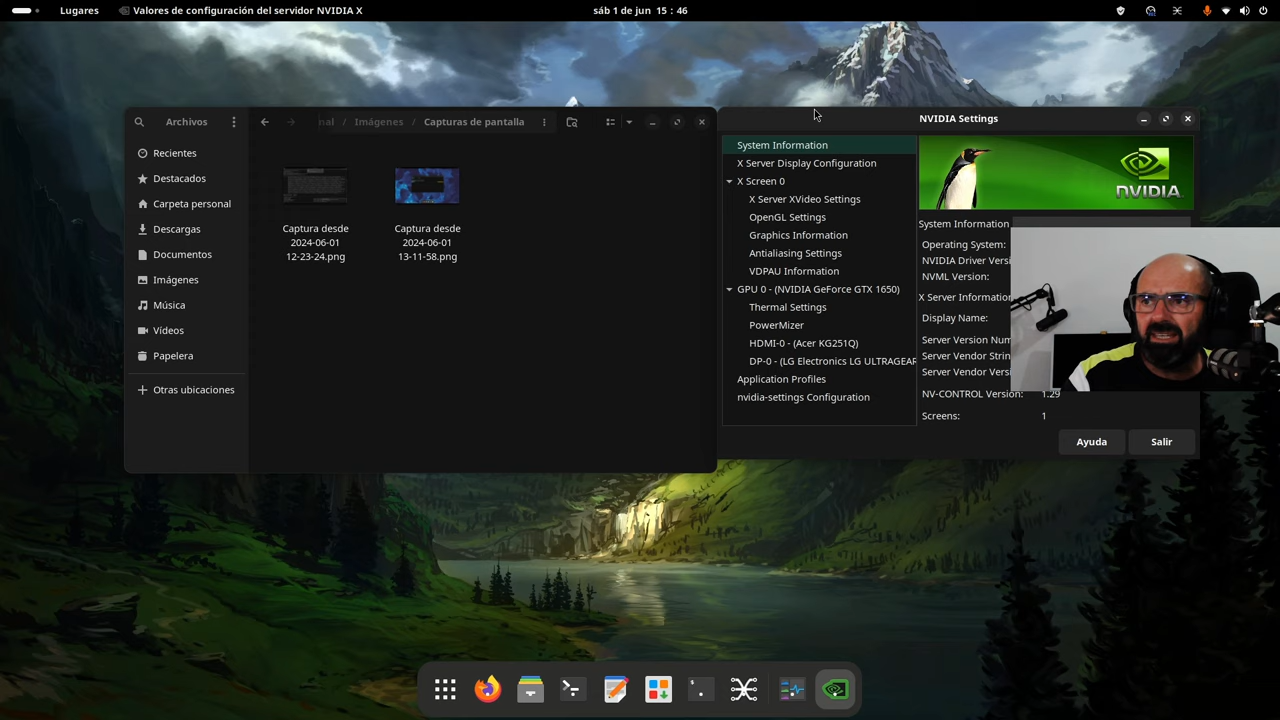 Lugares
Valores de configuración del servidor NVIDIA X
sáb 1 de jun 15 : 46
Archivos
nal / Imágenes / Capturas de pantalla
Recientes
Destacados
Carpeta personal
Descargas
Documentos
Imágenes
Música
Vídeos
Papelera
Otras ubicaciones
Captura desde
2024-06-01
12-23-24.png
Captura desde
2024-06-01
13-11-58.png
NVIDIA Settings
System Information
X Server Display Configuration
X Screen 0
X Server XVideo Settings
OpenGL Settings
Graphics Information
Antialiasing Settings
VDPAU Information
GPU 0 - (NVIDIA GeForce GTX 1650)
Thermal Settings
PowerMizer
HDMI-0 - (Acer KG251Q)
DP-0 - (LG Electronics LG ULTRAGEAR
Application Profiles
nvidia-settings Configuration
NVIDIA
System Information
Operating System:
NVIDIA Driver Versi
NVML Version:
X Server Information
Display Name:
Server Version Num
Server Vendor Strin
Server Vendor Versi
NV-CONTROL Version: 1.29
Screens: 1
Ayuda
Salir